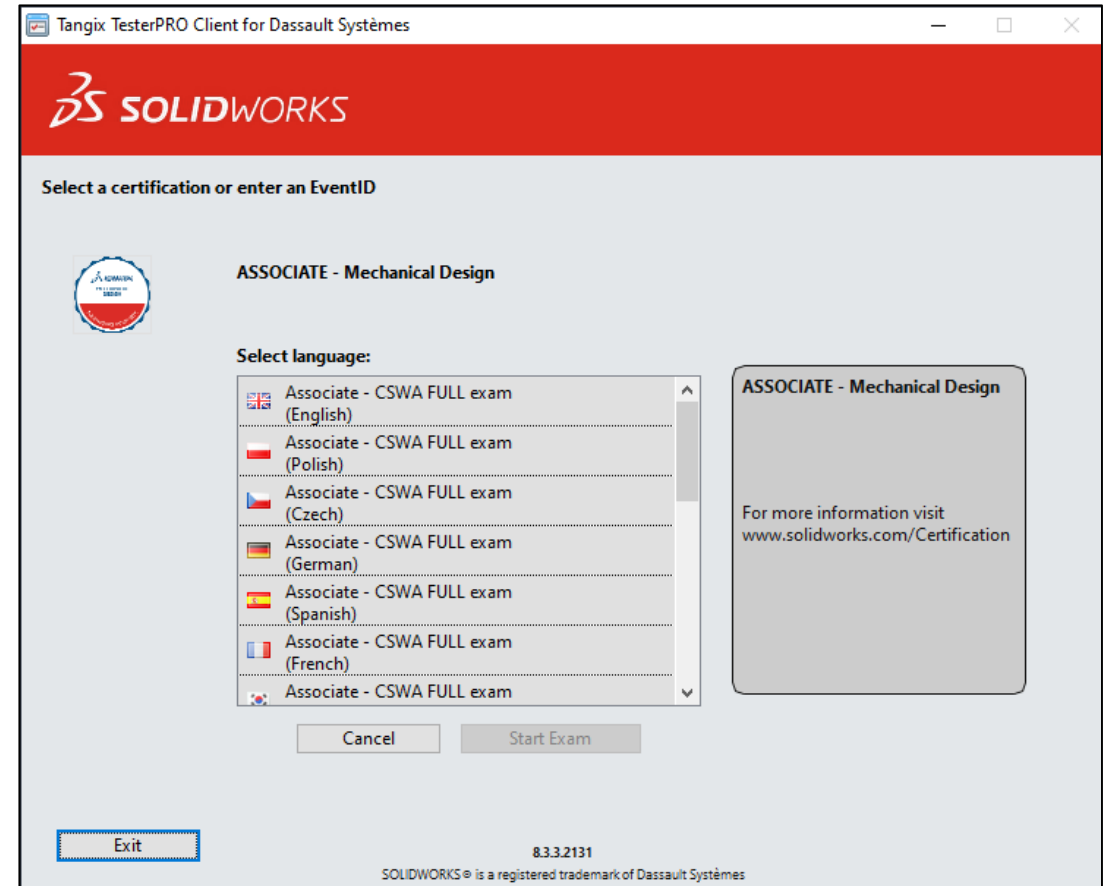 Tangix TesterPRO Client for Dassault Systèmes
SOLIDWORKS
Select a certification or enter an EventID
ASSOCIATE - Mechanical Design
Select language:
Associate - CSWA FULL exam
(English)
Associate - CSWA FULL exam
(Polish)
Associate - CSWA FULL exam
(Czech)
Associate - CSWA FULL exam
(German)
Associate - CSWA FULL exam
(Spanish)
Associate - CSWA FULL exam
(French)
Associate - CSWA FULL exam
ASSOCIATE - Mechanical Design
For more information visit
www.solidworks.com/Certification
Cancel
Start Exam
Exit
8.3.3.2131
SOLIDWORKS® is a registered trademark of Dassault Systèmes